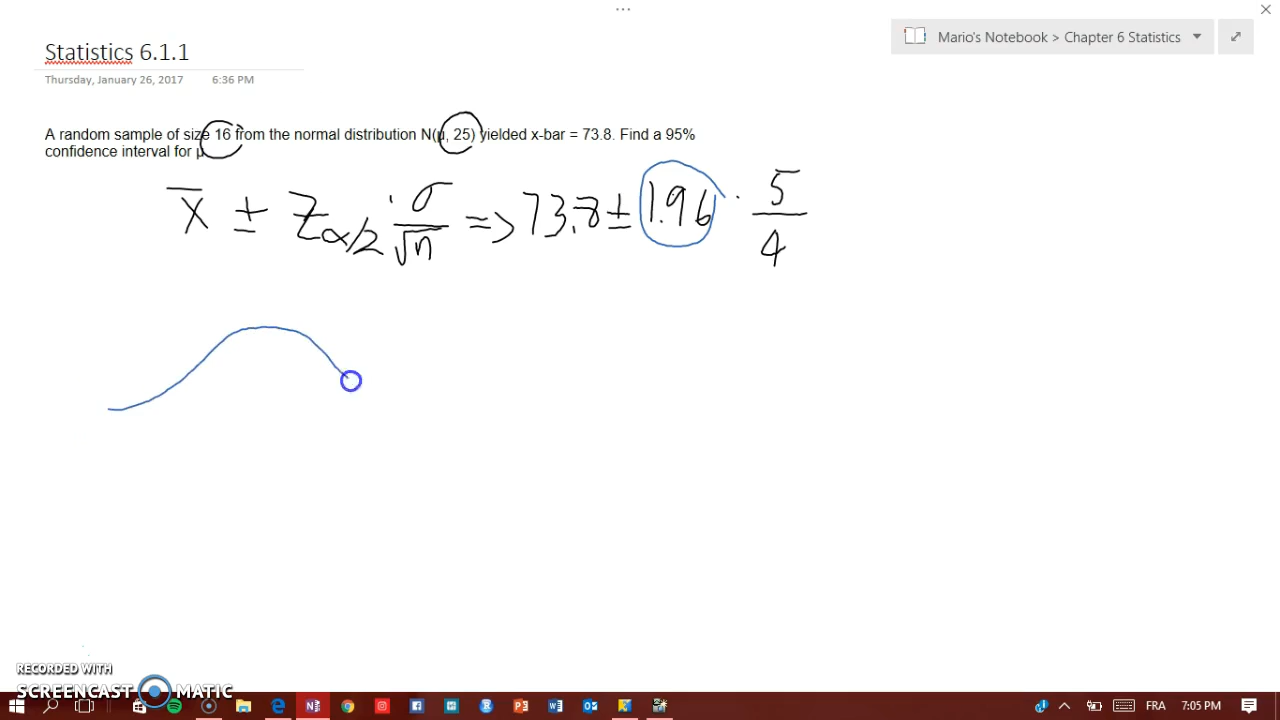 Statistics 6.1.1
Mario's Notebook > Chapter 6 Statistics
Thursday, January 26, 2017 6:36 PM
A random sample of size 16 from the normal distribution N(μ, 25) yielded x-bar = 73.8. Find a 95%
confidence interval for μ
x̄ ± Zα/2 · σ/√n => 73.8 ± 1.96 · 5/4
RECORDED WITH
SCREENCAST MATIC
FRA 7:05 PM